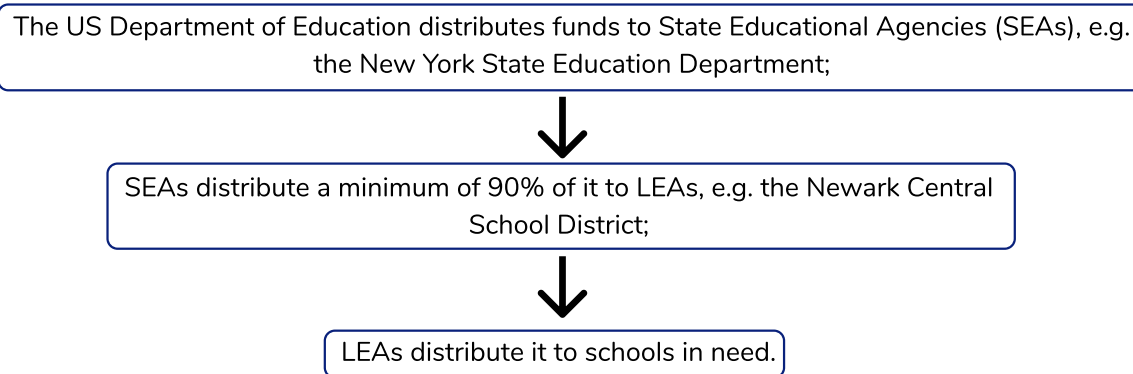 The US Department of Education distributes funds to State Educational Agencies (SEAs), e.g.
the New York State Education Department;
SEAs distribute a minimum of 90% of it to LEAs, e.g. the Newark Central
School District;
LEAs distribute it to schools in need.